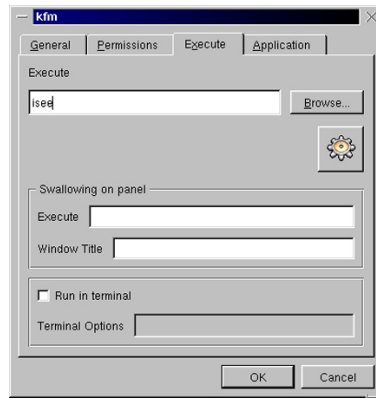 kfm
General Permissions Execute Application
Execute
isee
Browse...
Swallowing on panel
Execute
Window Title
Run in terminal
Terminal Options
OK Cancel